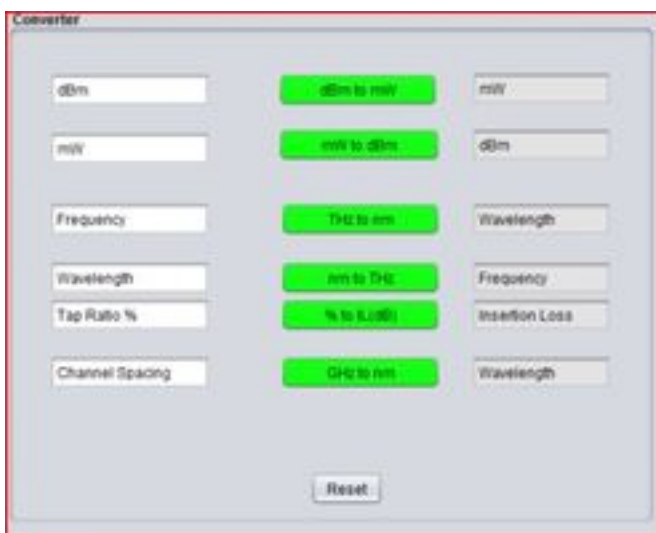 Converter
dBm dBm to mW mW
mW mW to dBm dBm
Frequency THz to nm Wavelength
Wavelength nm to THz Frequency
Tap Ratio % % to IL(dB) Insertion Loss
Channel Spacing GHz to nm Wavelength
Reset